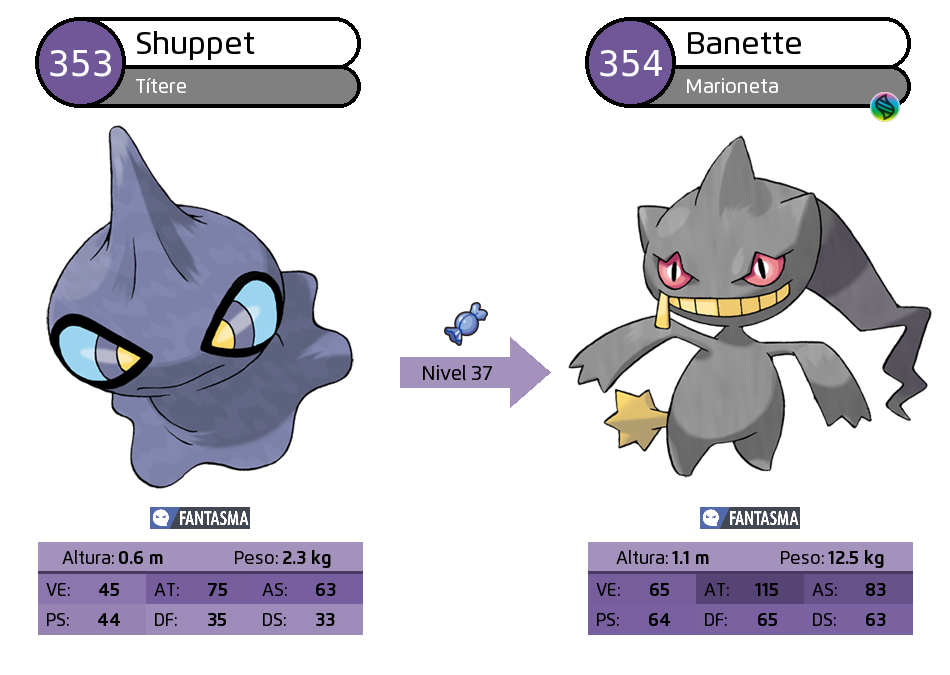 353
Shuppet
Títere
354
Banette
Marioneta
Nivel 37
FANTASMA
Altura: 0.6 m Peso: 2.3 kg
VE: 45 AT: 75 AS: 63
PS: 44 DF: 35 DS: 33
FANTASMA
Altura: 1.1 m Peso: 12.5 kg
VE: 65 AT: 115 AS: 83
PS: 64 DF: 65 DS: 63